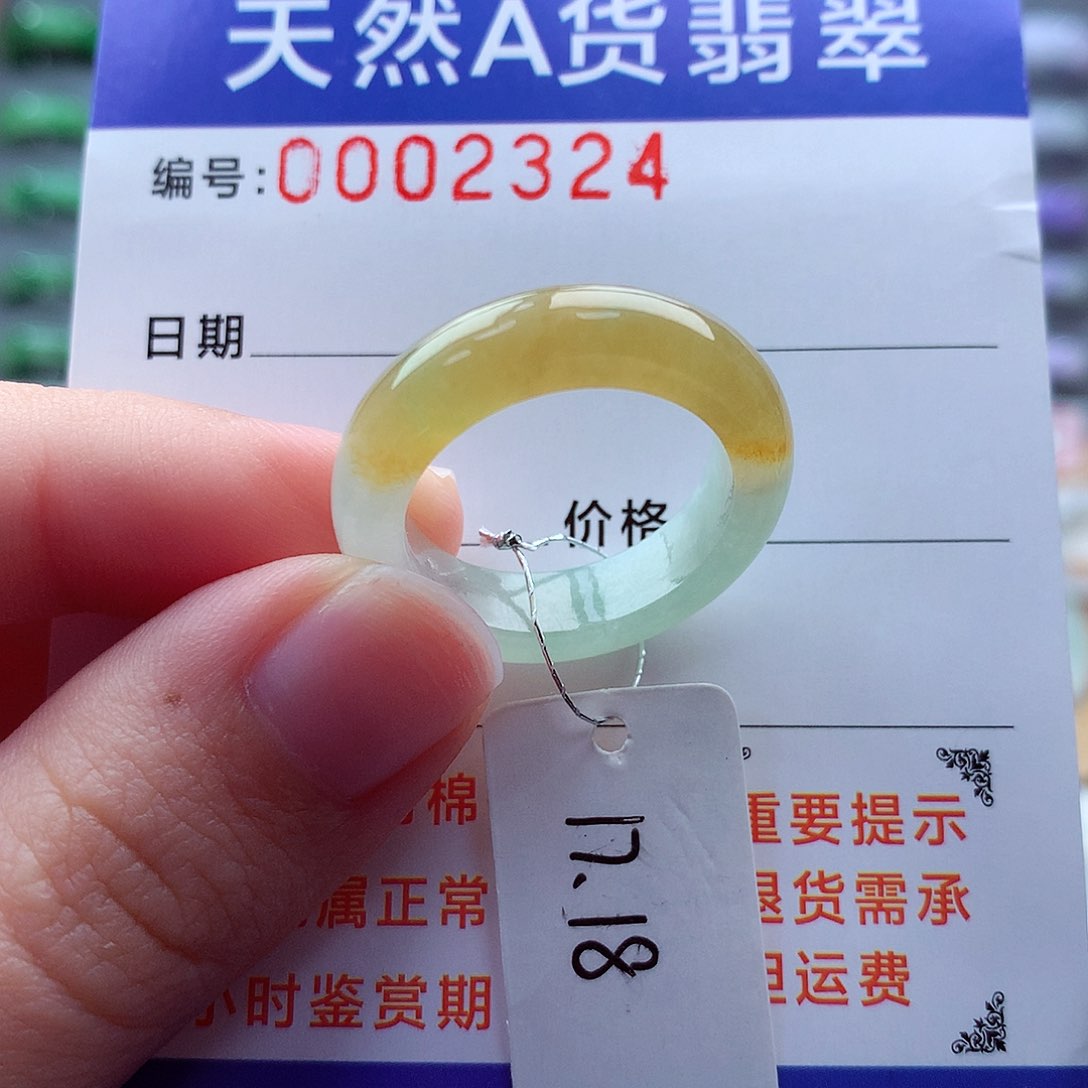 天然A货翡翠
编号:0002324
日期
价格
棉
重要提示
属正常
退货需承
小时鉴赏期
担运费
17.18